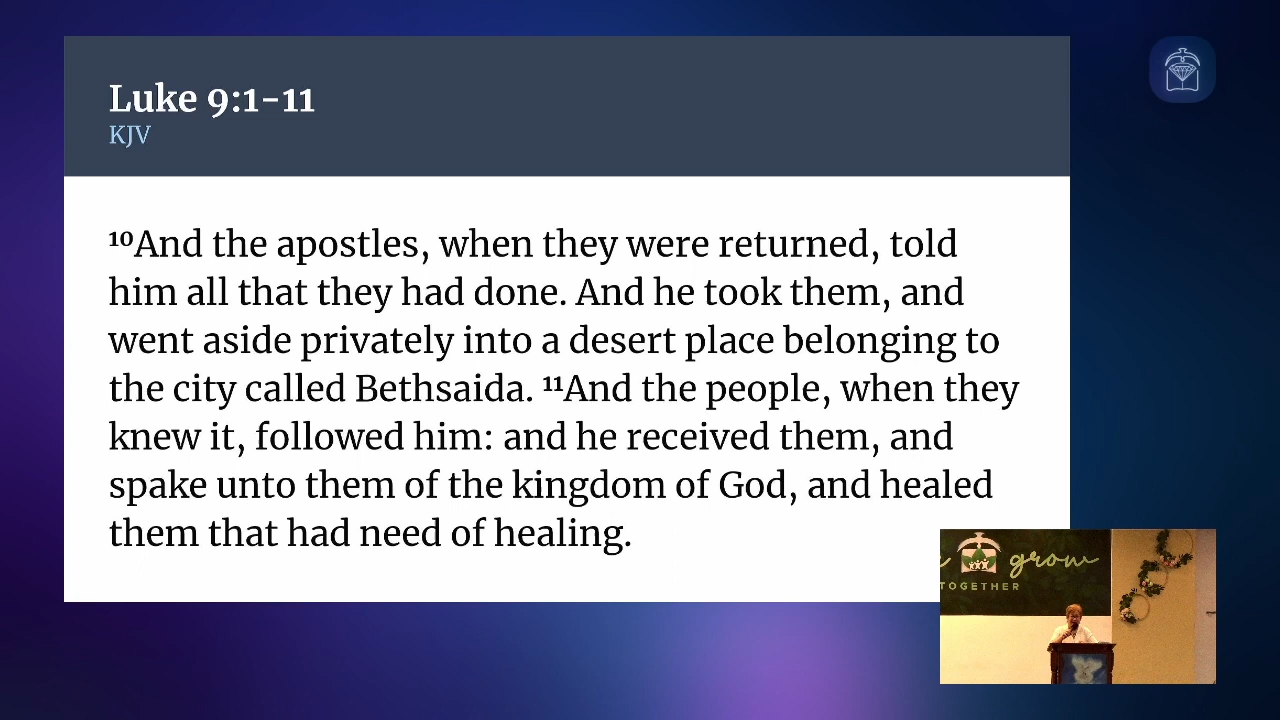 Luke 9:1-11
KJV
¹⁰And the apostles, when they were returned, told
him all that they had done. And he took them, and
went aside privately into a desert place belonging to
the city called Bethsaida. ¹¹And the people, when they
knew it, followed him: and he received them, and
spake unto them of the kingdom of God, and healed
them that had need of healing.
grow
TOGETHER